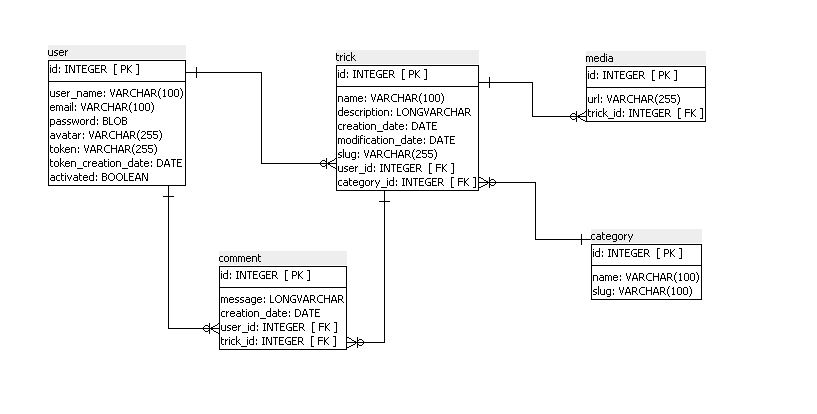 user
id: INTEGER [ PK ]
user_name: VARCHAR(100)
email: VARCHAR(100)
password: BLOB
avatar: VARCHAR(255)
token: VARCHAR(255)
token_creation_date: DATE
activated: BOOLEAN
trick
id: INTEGER [ PK ]
name: VARCHAR(100)
description: LONGVARCHAR
creation_date: DATE
modification_date: DATE
slug: VARCHAR(255)
user_id: INTEGER [ FK ]
category_id: INTEGER [ FK ]
media
id: INTEGER [ PK ]
url: VARCHAR(255)
trick_id: INTEGER [ FK ]
comment
id: INTEGER [ PK ]
message: LONGVARCHAR
creation_date: DATE
user_id: INTEGER [ FK ]
trick_id: INTEGER [ FK ]
category
id: INTEGER [ PK ]
name: VARCHAR(100)
slug: VARCHAR(100)